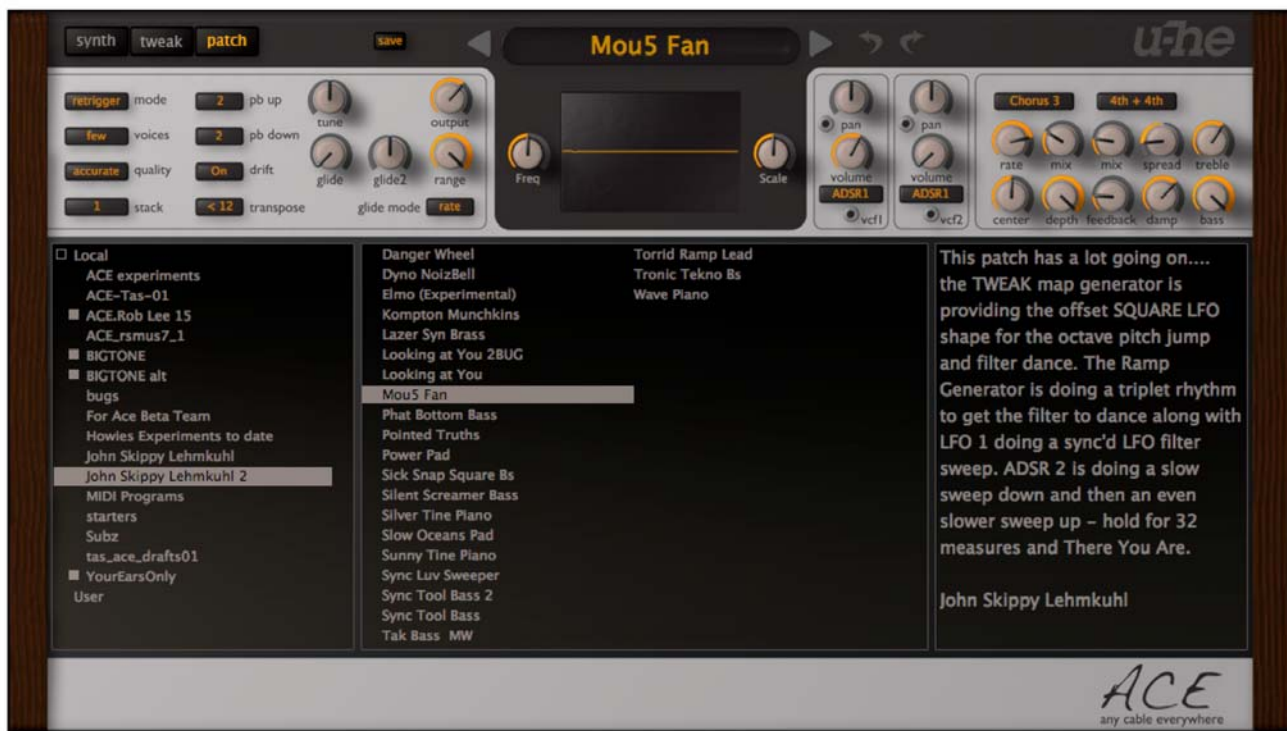 synth tweak patch save Mou5 Fan u-he
retrigger mode 2 pb up tune output
few voices 2 pb down
accurate quality On drift glide glide2 range
1 stack < 12 transpose glide mode rate
Freq Scale
pan pan
volume volume
ADSR1 ADSR1
vcf1 vcf2
Chorus 3 4th + 4th
rate mix mix spread treble
center depth feedback damp bass
Local
ACE experiments
ACE-Tas-01
ACE.Rob Lee 15
ACE_rsmus7_1
BIGTONE
BIGTONE alt
bugs
For Ace Beta Team
Howies Experiments to date
John Skippy Lehmkuhl
John Skippy Lehmkuhl 2
MIDI Programs
starters
Subz
tas_ace_drafts01
YourEarsOnly
User
Danger Wheel
Dyno NoizBell
Elmo (Experimental)
Kompton Munchkins
Lazer Syn Brass
Looking at You 2BUG
Looking at You
Mou5 Fan
Phat Bottom Bass
Pointed Truths
Power Pad
Sick Snap Square Bs
Silent Screamer Bass
Silver Tine Piano
Slow Oceans Pad
Sunny Tine Piano
Sync Luv Sweeper
Sync Tool Bass 2
Sync Tool Bass
Tak Bass MW
Torrid Ramp Lead
Tronic Tekno Bs
Wave Piano
This patch has a lot going on....
the TWEAK map generator is
providing the offset SQUARE LFO
shape for the octave pitch jump
and filter dance. The Ramp
Generator is doing a triplet rhythm
to get the filter to dance along with
LFO 1 doing a sync'd LFO filter
sweep. ADSR 2 is doing a slow
sweep down and then an even
slower sweep up – hold for 32
measures and There You Are.
John Skippy Lehmkuhl
ACE
any cable everywhere